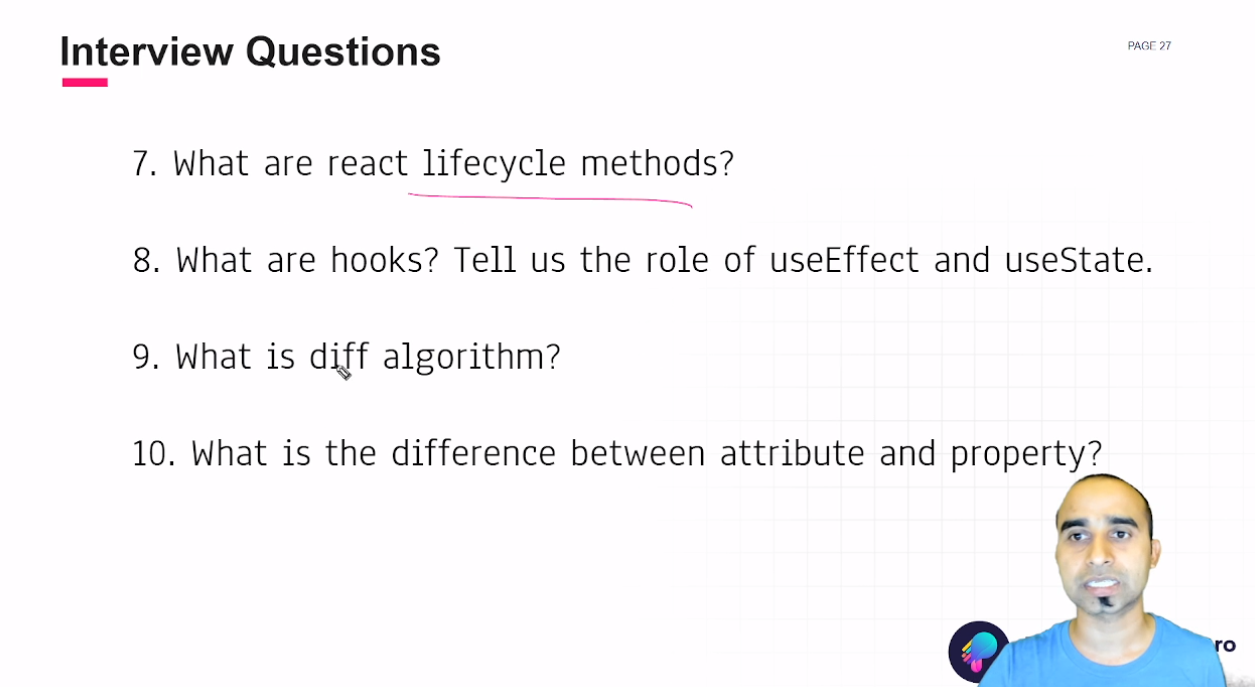 Interview Questions
PAGE 27
7. What are react lifecycle methods?
8. What are hooks? Tell us the role of useEffect and useState.
9. What is diff algorithm?
10. What is the difference between attribute and property?
ro